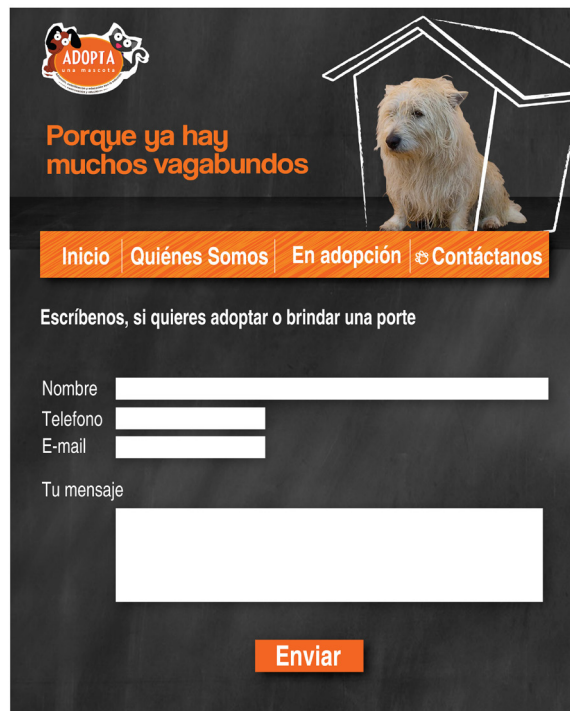 ADOPTA
una mascota
Porque ya hay
muchos vagabundos
Inicio
Quiénes Somos
En adopción
Contáctanos
Escríbenos, si quieres adoptar o brindar una porte
Nombre
Telefono
E-mail
Tu mensaje
Enviar